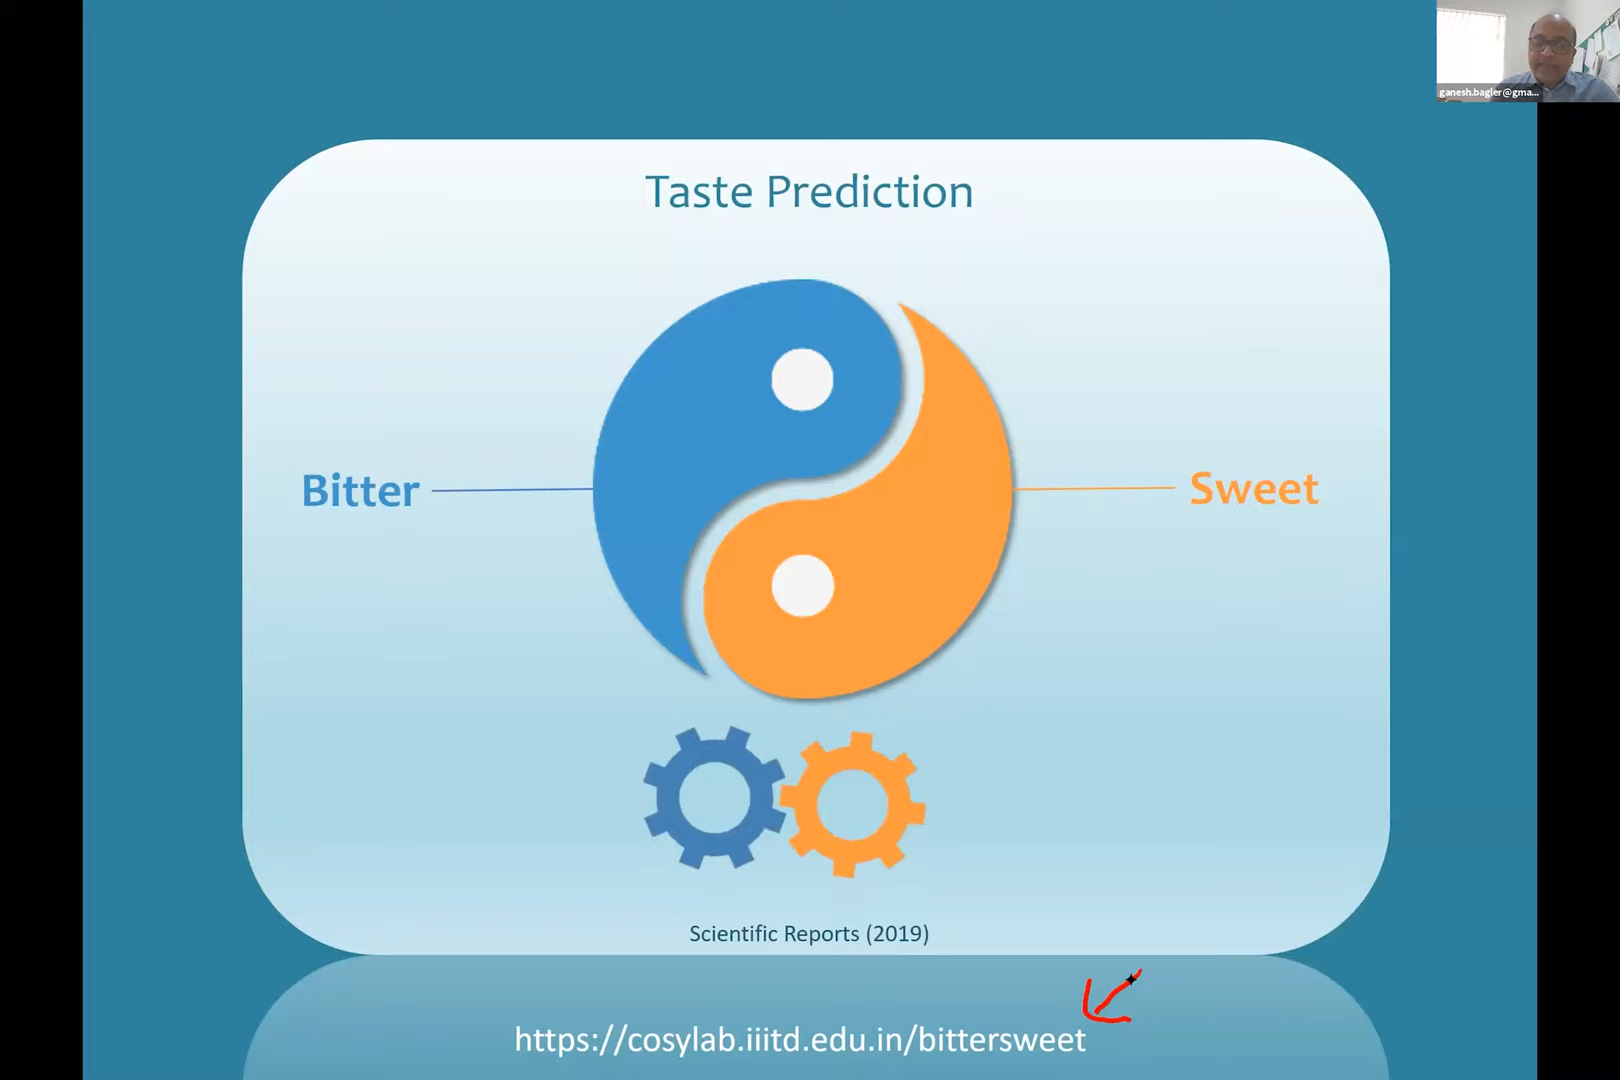 ganesh.bagler@gma...
Taste Prediction
Bitter
Sweet
Scientific Reports (2019)
https://cosylab.iiitd.edu.in/bittersweet